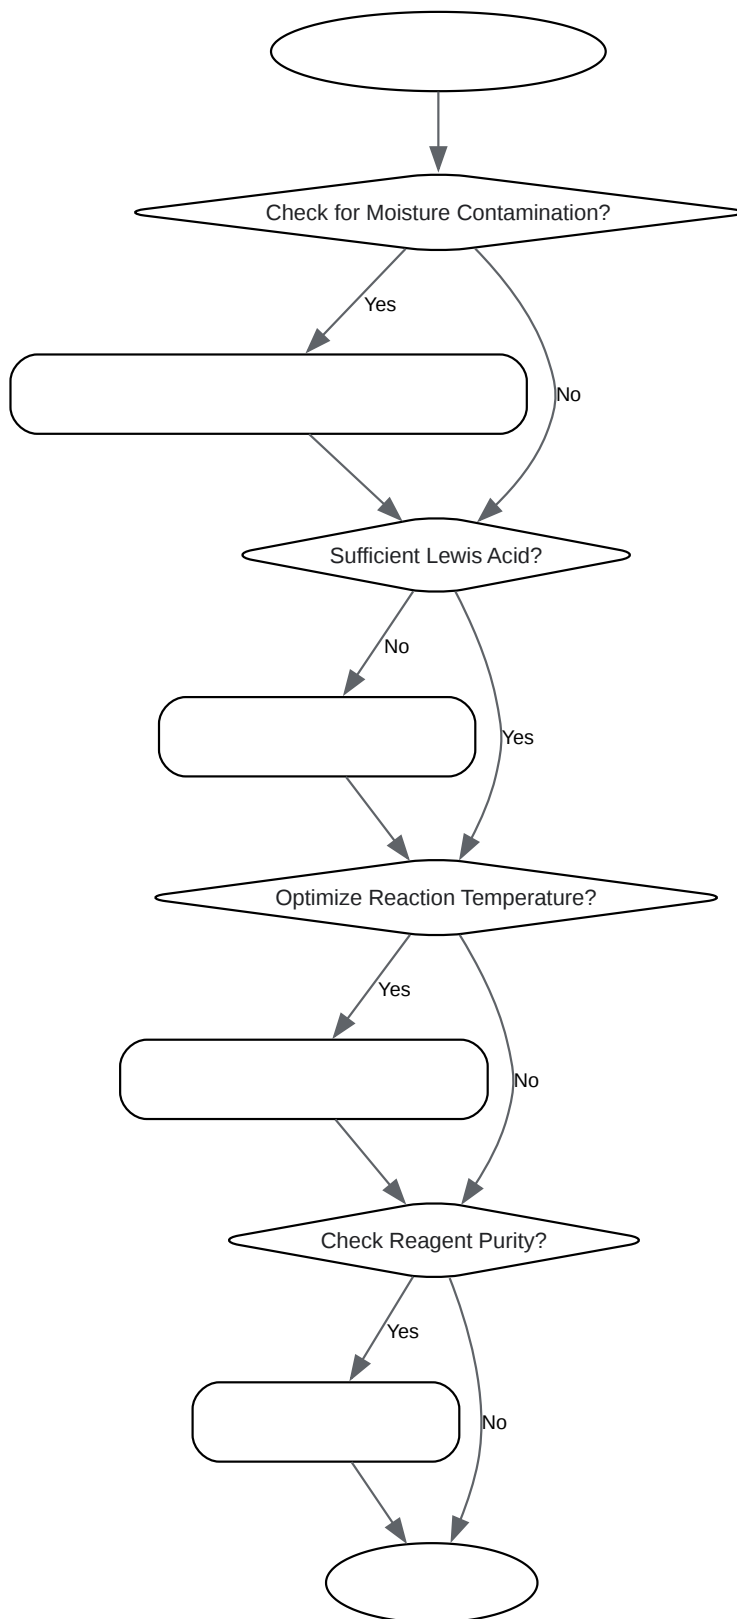 Check for Moisture Contamination?
Yes
No
Sufficient Lewis Acid?
No
Yes
Optimize Reaction Temperature?
Yes
No
Check Reagent Purity?
Yes
No